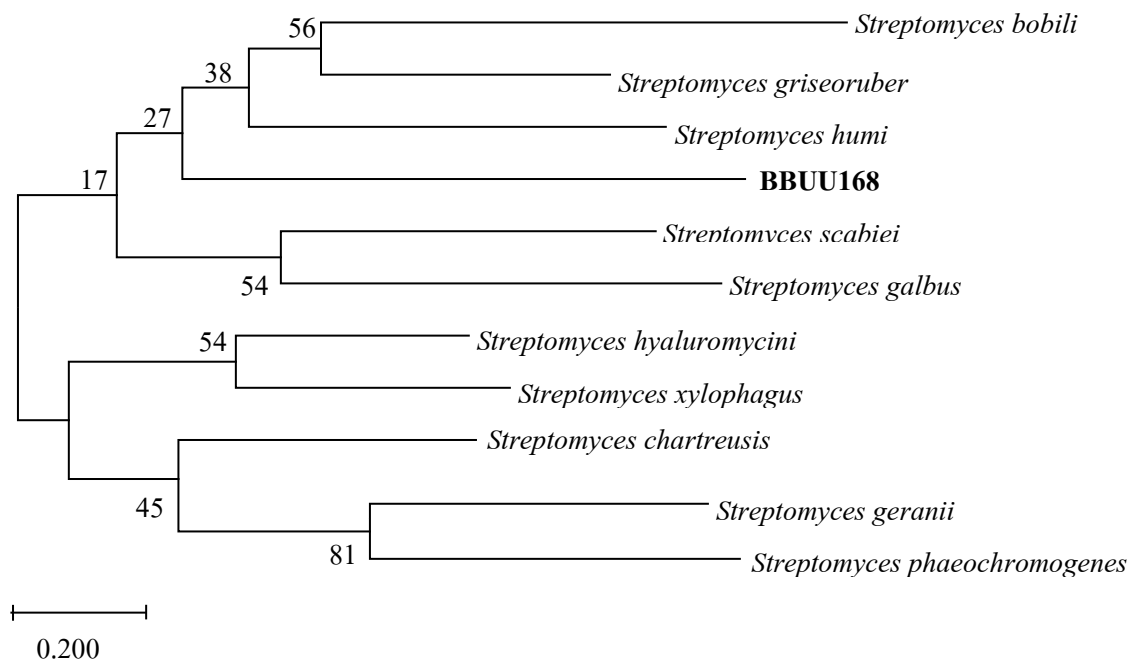 56
Streptomyces bobili
38
Streptomyces griseoruber
27
Streptomyces humi
17
BBUU168
Streptomyces scabiei
54
Streptomyces galbus
54
Streptomyces hyaluromycini
Streptomyces xylophagus
Streptomyces chartreusis
45
Streptomyces geranii
81
Streptomyces phaeochromogenes
0.200